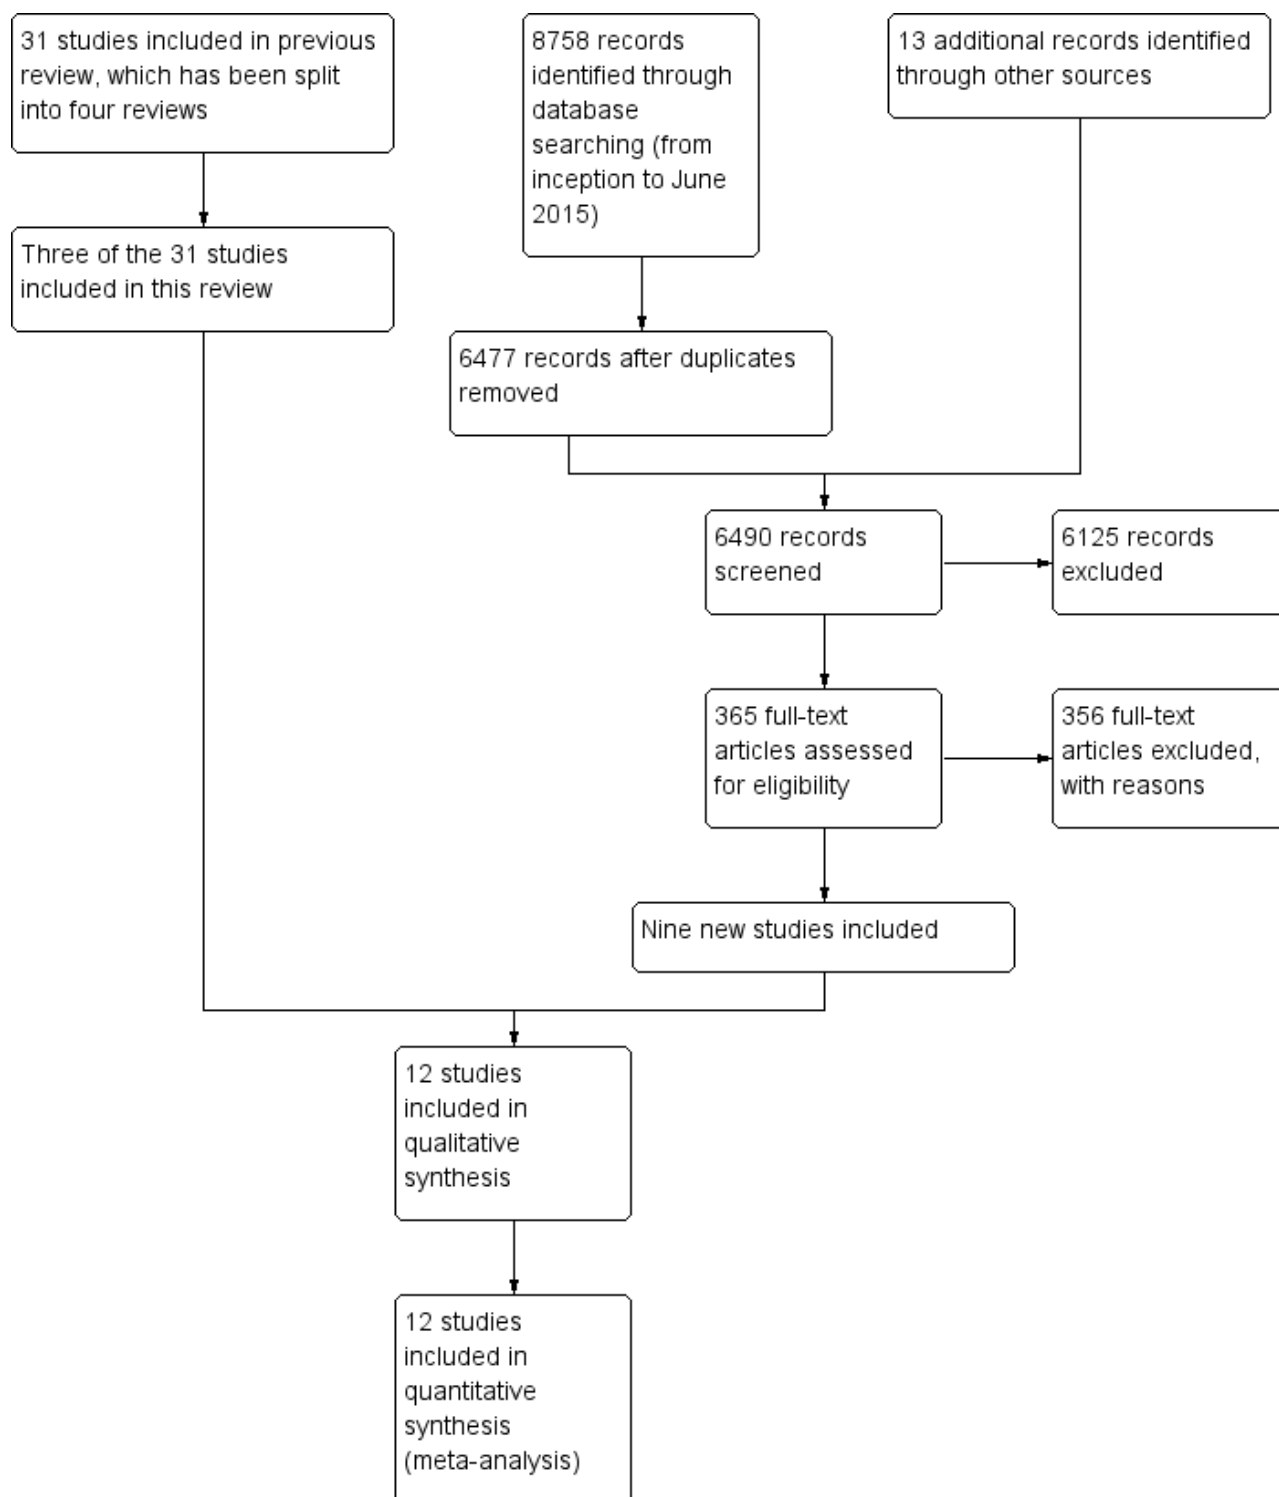 31 studies included in previous
review, which has been split
into four reviews
8758 records
identified through
database
searching (from
inception to June
2015)
13 additional records identified
through other sources
Three of the 31 studies
included in this review
6477 records after duplicates
removed
6490 records
screened
6125 records
excluded
365 full-text
articles assessed
for eligibility
356 full-text
articles excluded,
with reasons
Nine new studies included
12 studies
included in
qualitative
synthesis
12 studies
included in
quantitative
synthesis
(meta-analysis)